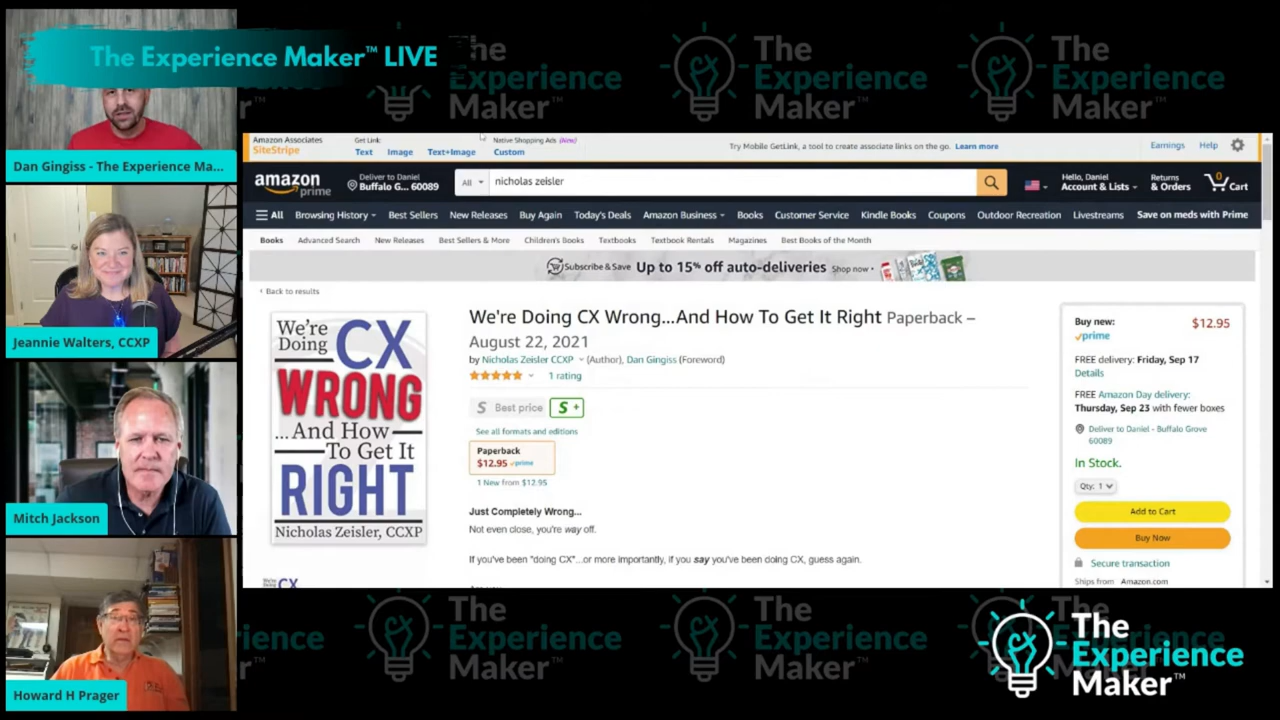 The Experience Maker™ LIVE
Dan Gingiss - The Experience Ma...
Jeannie Walters, CCXP
Mitch Jackson
Howard H Prager
The
Experience
Maker
The
Experience
Maker
Amazon Associates
SiteStripe
Get Link:
Text Image Text+Image
Native Shopping Ads (New)
Custom
Try Mobile GetLink, a tool to create associate links on the go. Learn more
Earnings Help
amazon
prime
Deliver to Daniel
Buffalo G... 60089
All
nicholas zeisler
Hello, Daniel
Account & Lists
Returns
& Orders
0
Cart
All Browsing History Best Sellers New Releases Buy Again Today's Deals Amazon Business Books Customer Service Kindle Books Coupons Outdoor Recreation Livestreams Save on meds with Prime
Books Advanced Search New Releases Best Sellers & More Children's Books Textbooks Textbook Rentals Magazines Best Books of the Month
Subscribe & Save Up to 15% off auto-deliveries Shop now
‹ Back to results
We're
Doing CX
WRONG
...And How
To Get It
RIGHT
Nicholas Zeisler, CCXP
We're Doing CX Wrong...And How To Get It Right Paperback –
August 22, 2021
by Nicholas Zeisler CCXP (Author), Dan Gingiss (Foreword)
1 rating
S Best price S +
See all formats and editions
Paperback
$12.95 prime
1 New from $12.95
Just Completely Wrong...
Not even close, you're way off.
If you've been "doing CX"...or more importantly, if you say you've been doing CX, guess again.
Buy new: $12.95
prime
FREE delivery: Friday, Sep 17
Details
FREE Amazon Day delivery:
Thursday, Sep 23 with fewer boxes
Deliver to Daniel - Buffalo Grove
60089
In Stock.
Qty: 1
Add to Cart
Buy Now
Secure transaction
Ships from Amazon.com
The
Experience
Maker™